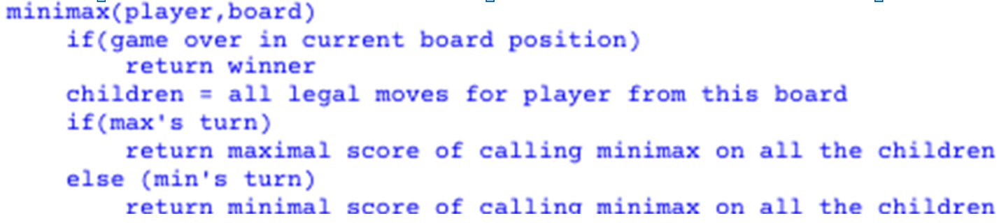 minimax(player,board)
if(game over in current board position)
return winner
children = all legal moves for player from this board
if(max's turn)
return maximal score of calling minimax on all the children
else (min's turn)
return minimal score of calling minimax on all the children